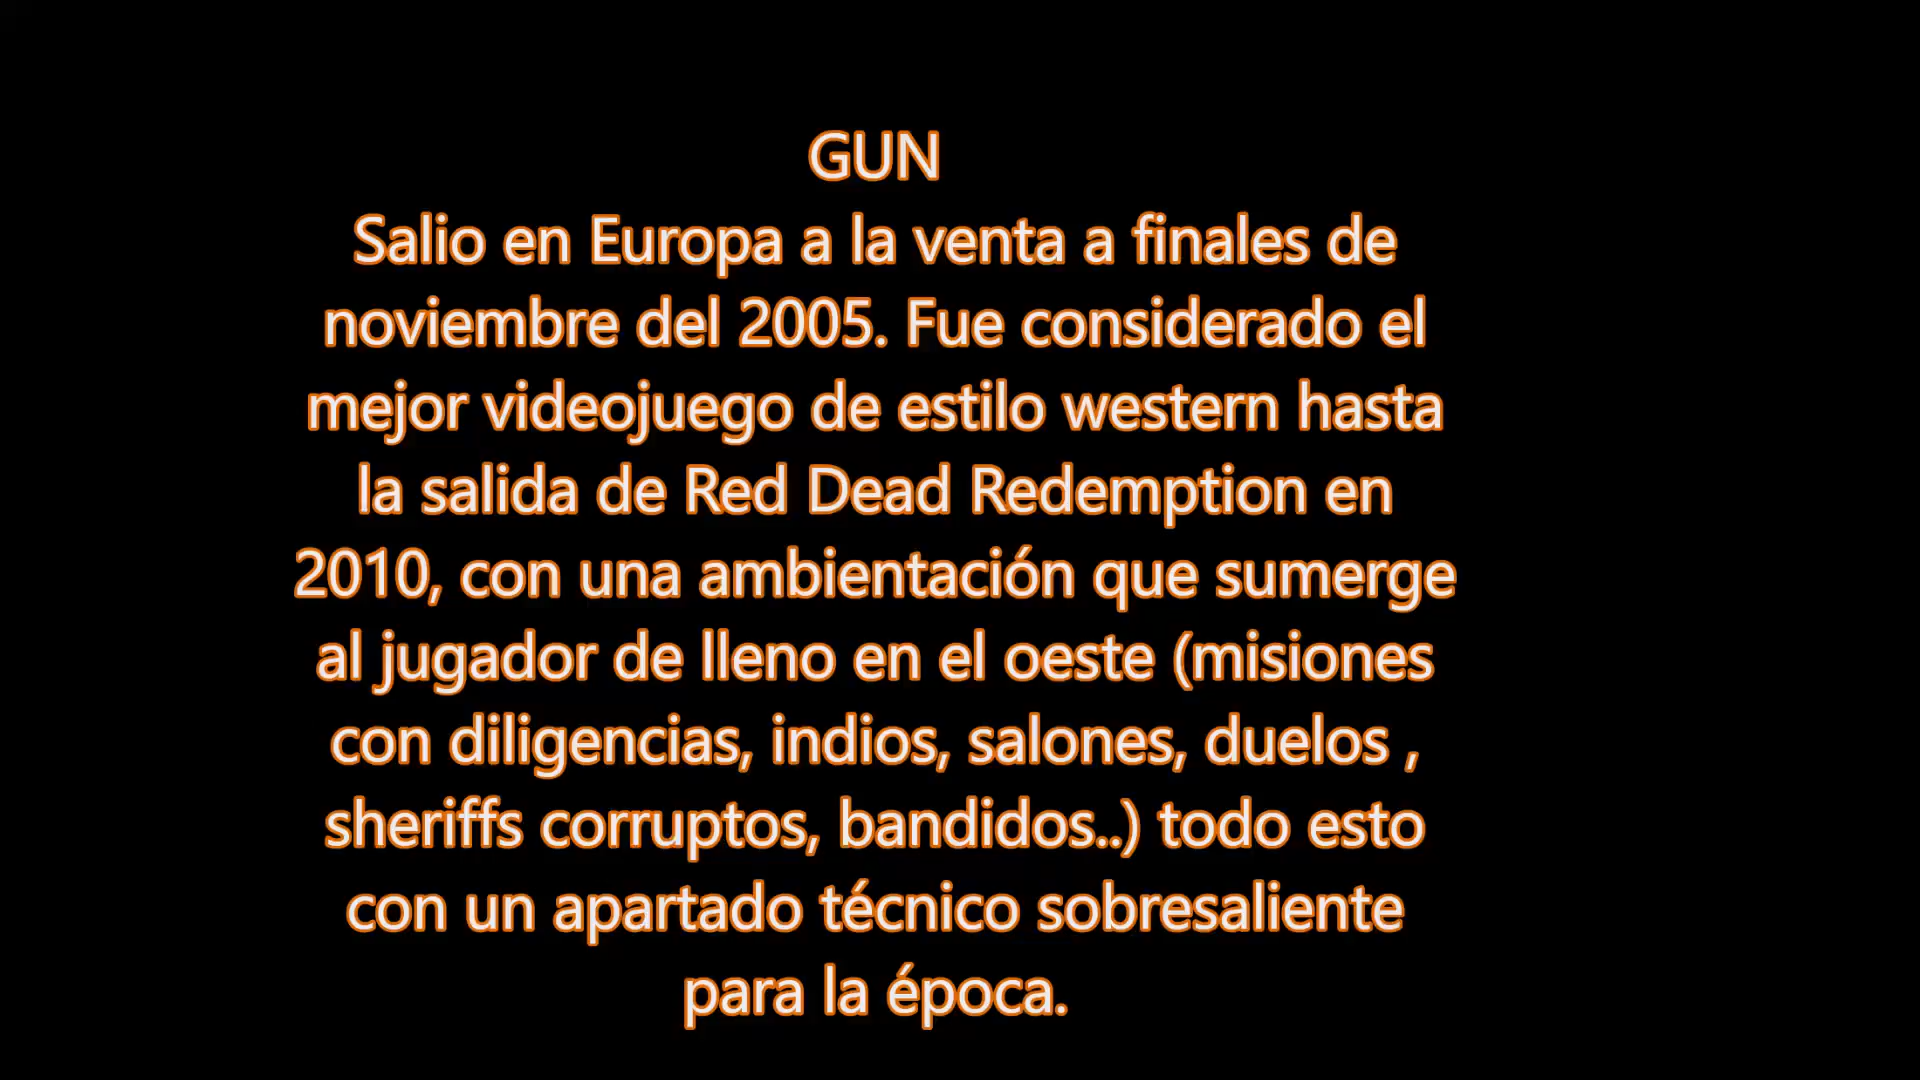 GUN
Salio en Europa a la venta a finales de
noviembre del 2005. Fue considerado el
mejor videojuego de estilo western hasta
la salida de Red Dead Redemption en
2010, con una ambientación que sumerge
al jugador de lleno en el oeste (misiones
con diligencias, indios, salones, duelos ,
sheriffs corruptos, bandidos..) todo esto
con un apartado técnico sobresaliente
para la época.